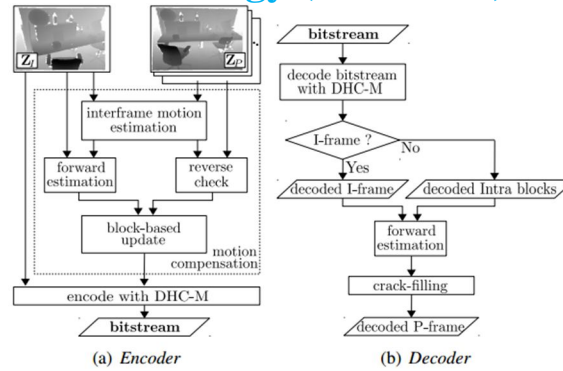 Z_I
Z_P
interframe motion
estimation
forward
estimation
reverse
check
block-based
update
motion
compensation
encode with DHC-M
bitstream
(a) Encoder
bitstream
decode bitstream
with DHC-M
I-frame ?
No
Yes
decoded I-frame
decoded Intra blocks
forward
estimation
crack-filling
decoded P-frame
(b) Decoder